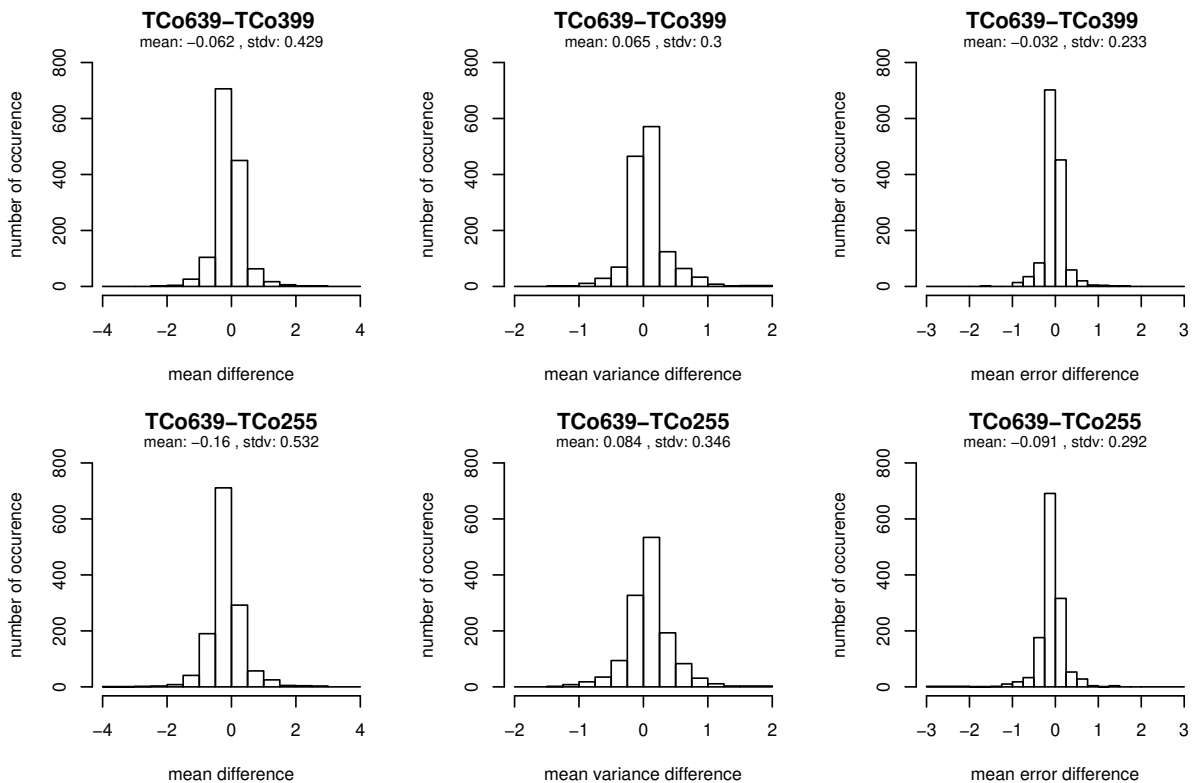 TCo639−TCo399
mean: −0.062 , stdv: 0.429
number of occurence
0 200 400 600 800
−4 −2 0 2 4
mean difference
TCo639−TCo399
mean: 0.065 , stdv: 0.3
number of occurence
0 200 400 600 800
−2 −1 0 1 2
mean variance difference
TCo639−TCo399
mean: −0.032 , stdv: 0.233
number of occurence
0 200 400 600 800
−3 −2 −1 0 1 2 3
mean error difference
TCo639−TCo255
mean: −0.16 , stdv: 0.532
number of occurence
0 200 400 600 800
−4 −2 0 2 4
mean difference
TCo639−TCo255
mean: 0.084 , stdv: 0.346
number of occurence
0 200 400 600 800
−2 −1 0 1 2
mean variance difference
TCo639−TCo255
mean: −0.091 , stdv: 0.292
number of occurence
0 200 400 600 800
−3 −2 −1 0 1 2 3
mean error difference